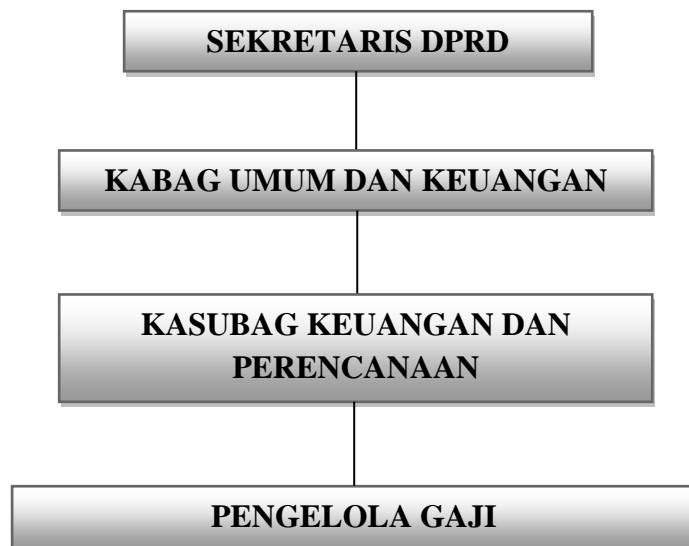 SEKRETARIS DPRD
KABAG UMUM DAN KEUANGAN
KASUBAG KEUANGAN DAN
PERENCANAAN
PENGELOLA GAJI